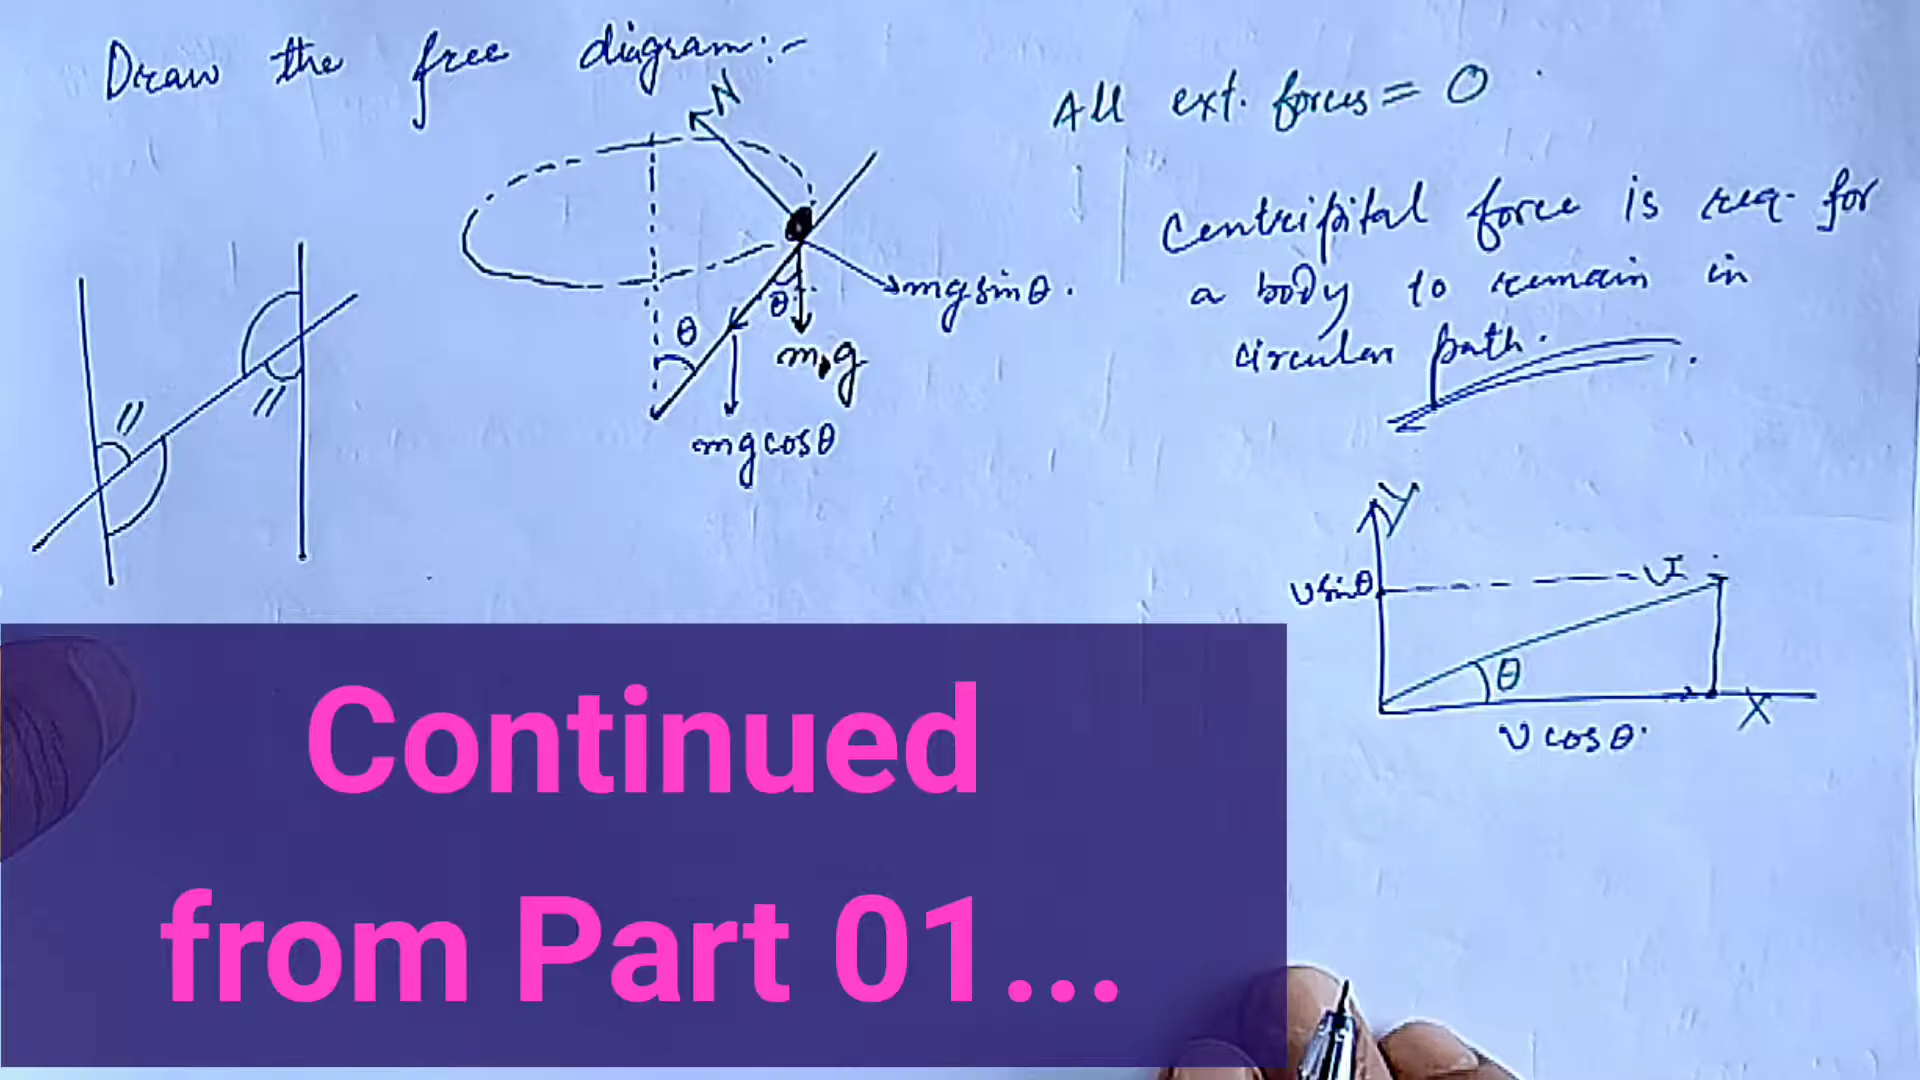 Draw the free diagram:-
N
All ext. forces = 0
Centripital force is req. for
a body to remain in
circular path.
θ
θ
mg sinθ.
m,g
mg cosθ
Y
v sinθ
θ
X
v cosθ.
Continued
from Part 01...